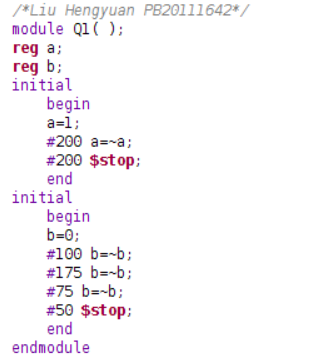 /*Liu Hengyuan PB20111642*/
module Q1( );
reg a;
reg b;
initial
    begin
    a=1;
    #200 a=~a;
    #200 $stop;
    end
initial
    begin
    b=0;
    #100 b=~b;
    #175 b=~b;
    #75 b=~b;
    #50 $stop;
    end
endmodule